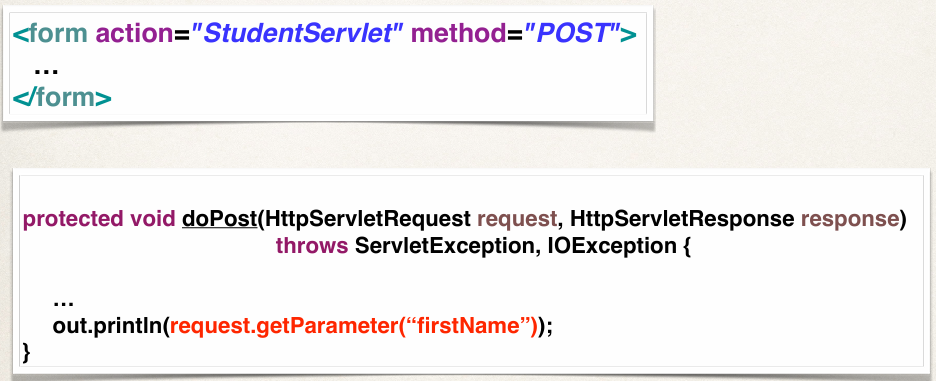 <form action="StudentServlet" method="POST">
…
</form>
protected void doPost(HttpServletRequest request, HttpServletResponse response)
throws ServletException, IOException {
…
out.println(request.getParameter(“firstName”));
}